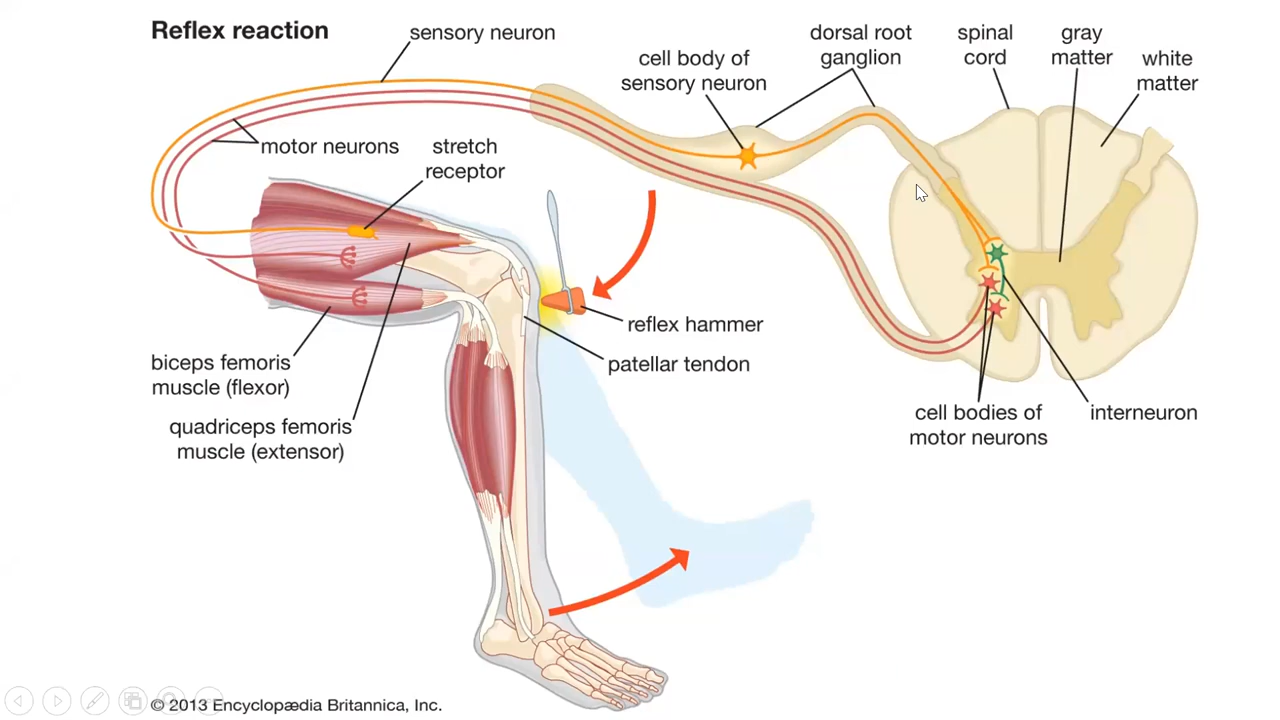 Reflex reaction
sensory neuron
cell body of
sensory neuron
dorsal root
ganglion
spinal
cord
gray
matter
white
matter
motor neurons
stretch
receptor
reflex hammer
patellar tendon
biceps femoris
muscle (flexor)
quadriceps femoris
muscle (extensor)
cell bodies of
motor neurons
interneuron
© 2013 Encyclopædia Britannica, Inc.